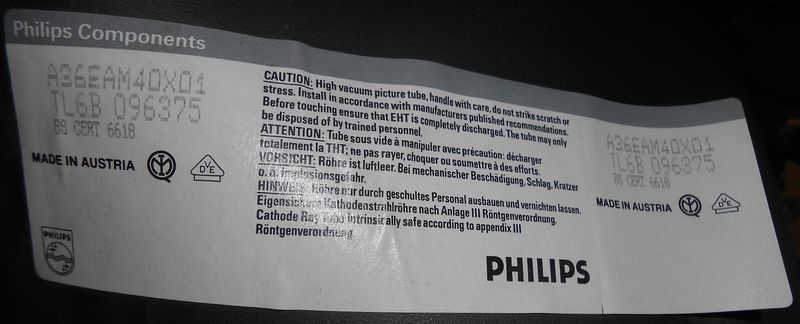 Philips Components
A36EAM40X01
TL6B 096375
BS CERT 6618
MADE IN AUSTRIA
DVE
PHILIPS
CAUTION: High vacuum picture tube, handle with care, do not strike scratch or
stress. Install in accordance with manufacturers published recommendations.
Before touching ensure that EHT is completely discharged. The tube may only
be disposed of by trained personnel.
ATTENTION: Tube sous vide à manipuler avec précaution: décharger
totalement la THT; ne pas rayer, choquer ou soumettre à des efforts.
VORSICHT: Röhre ist luftleer. Bei mechanischer Beschädigung, Schlag, Kratzer
o. ä. Implosionsgefahr.
HINWEIS: Röhre nur durch geschultes Personal ausbauen und vernichten lassen.
Eigensichere Kathodenstrahlröhre nach Anlage III Röntgenverordnung.
Cathode Ray Tube intrinsically safe according to appendix III
Röntgenverordnung
PHILIPS
A36EAM40X01
TL6B 096375
BS CERT 6618
MADE IN AUSTRIA
DVE